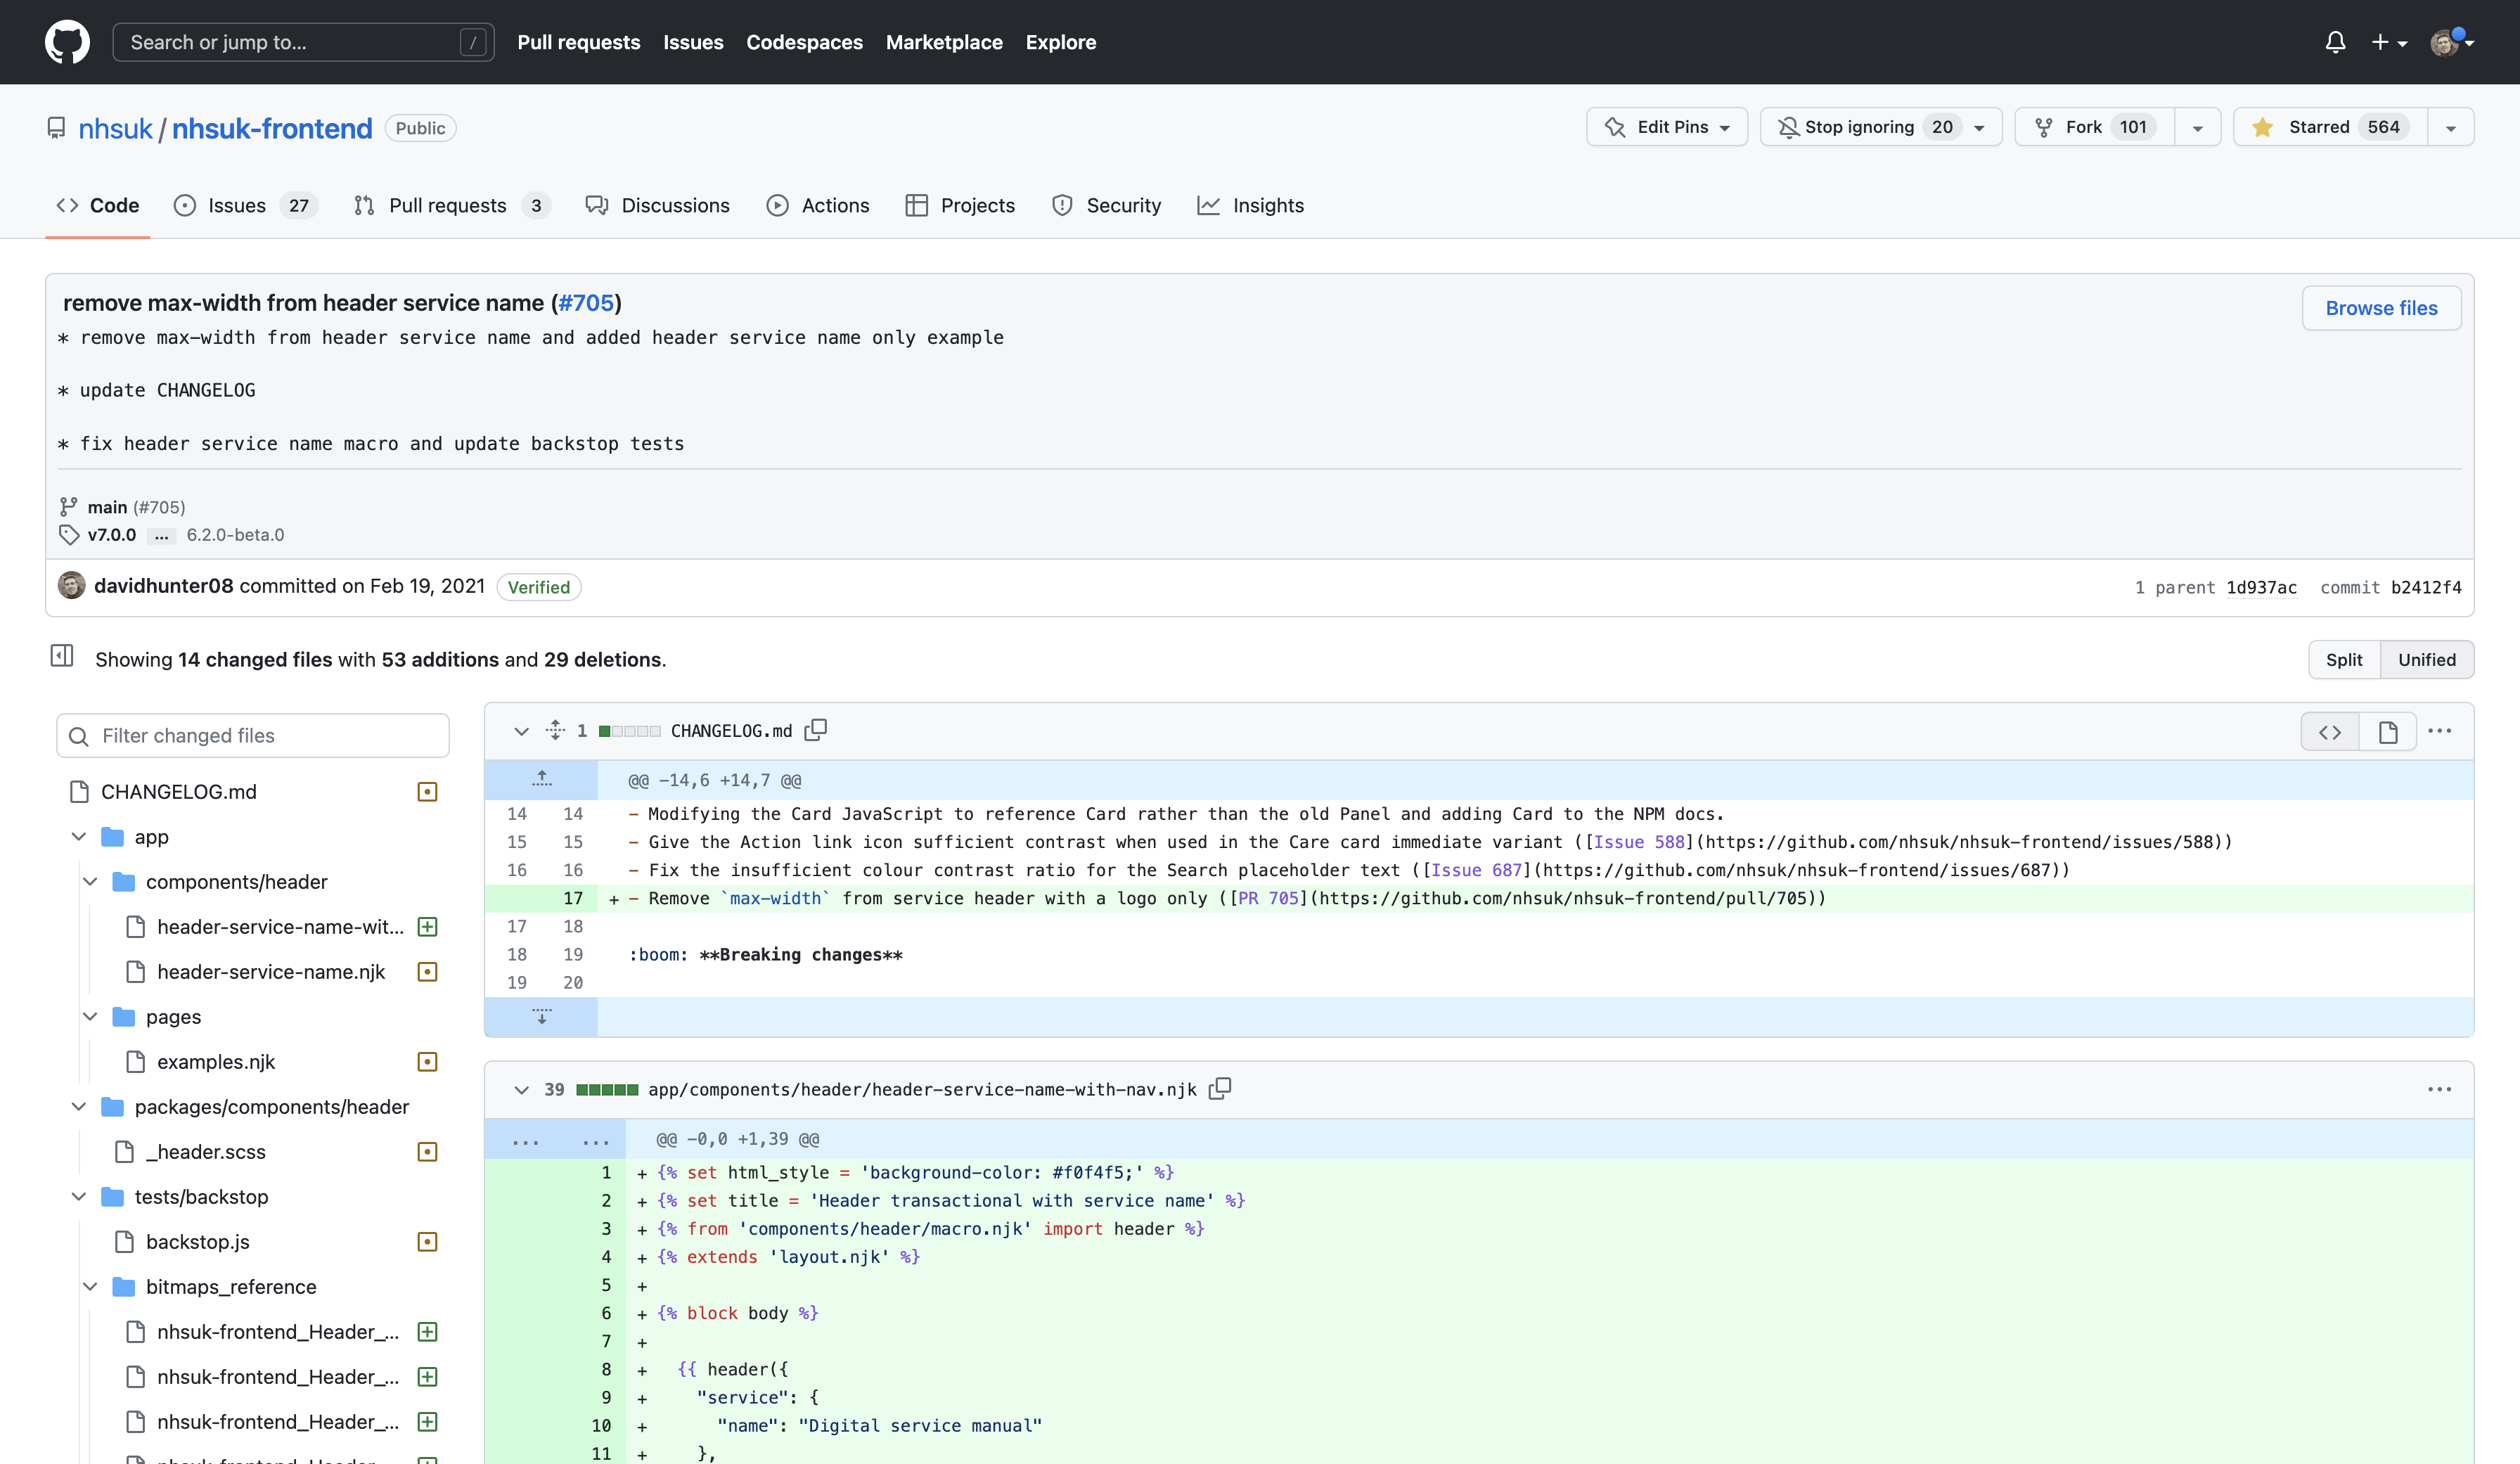 Search or jump to... /
Pull requests Issues Codespaces Marketplace Explore
nhsuk / nhsuk-frontend Public
Edit Pins Stop ignoring 20 Fork 101 Starred 564
Code Issues 27 Pull requests 3 Discussions Actions Projects Security Insights
remove max-width from header service name (#705)
Browse files
* remove max-width from header service name and added header service name only example
* update CHANGELOG
* fix header service name macro and update backstop tests
main (#705)
v7.0.0 ... 6.2.0-beta.0
davidhunter08 committed on Feb 19, 2021 Verified
1 parent 1d937ac commit b2412f4
Showing 14 changed files with 53 additions and 29 deletions.
Split Unified
Filter changed files
CHANGELOG.md
app
components/header
header-service-name-wit...
header-service-name.njk
pages
examples.njk
packages/components/header
_header.scss
tests/backstop
backstop.js
bitmaps_reference
nhsuk-frontend_Header_...
nhsuk-frontend_Header_...
nhsuk-frontend_Header_...
1 CHANGELOG.md
@@ -14,6 +14,7 @@
14 14 - Modifying the Card JavaScript to reference Card rather than the old Panel and adding Card to the NPM docs.
15 15 - Give the Action link icon sufficient contrast when used in the Care card immediate variant ([Issue 588](https://github.com/nhsuk/nhsuk-frontend/issues/588))
16 16 - Fix the insufficient colour contrast ratio for the Search placeholder text ([Issue 687](https://github.com/nhsuk/nhsuk-frontend/issues/687))
17 + - Remove `max-width` from service header with a logo only ([PR 705](https://github.com/nhsuk/nhsuk-frontend/pull/705))
17 18
18 19 :boom: **Breaking changes**
19 20
39 app/components/header/header-service-name-with-nav.njk
... ... @@ -0,0 +1,39 @@
1 + {% set html_style = 'background-color: #f0f4f5;' %}
2 + {% set title = 'Header transactional with service name' %}
3 + {% from 'components/header/macro.njk' import header %}
4 + {% extends 'layout.njk' %}
5 +
6 + {% block body %}
7 +
8 + {{ header({
9 + "service": {
10 + "name": "Digital service manual"
11 + },